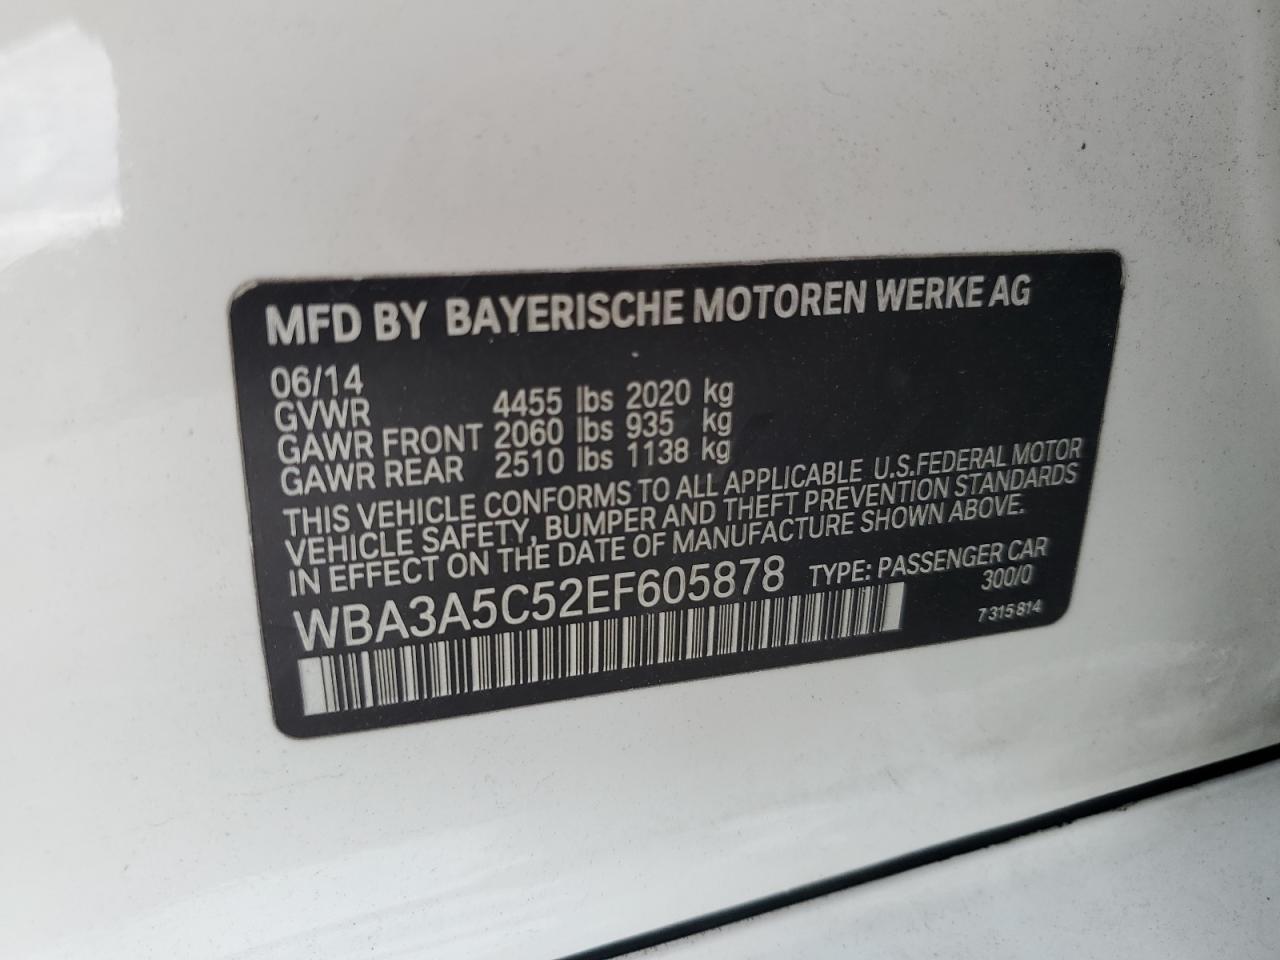 MFD BY BAYERISCHE MOTOREN WERKE AG
06/14
GVWR 4455 lbs 2020 kg
GAWR FRONT 2060 lbs 935 kg
GAWR REAR 2510 lbs 1138 kg
THIS VEHICLE CONFORMS TO ALL APPLICABLE U.S.FEDERAL MOTOR
VEHICLE SAFETY, BUMPER AND THEFT PREVENTION STANDARDS
IN EFFECT ON THE DATE OF MANUFACTURE SHOWN ABOVE.
WBA3A5C52EF605878 TYPE: PASSENGER CAR
300/0
7 315 814